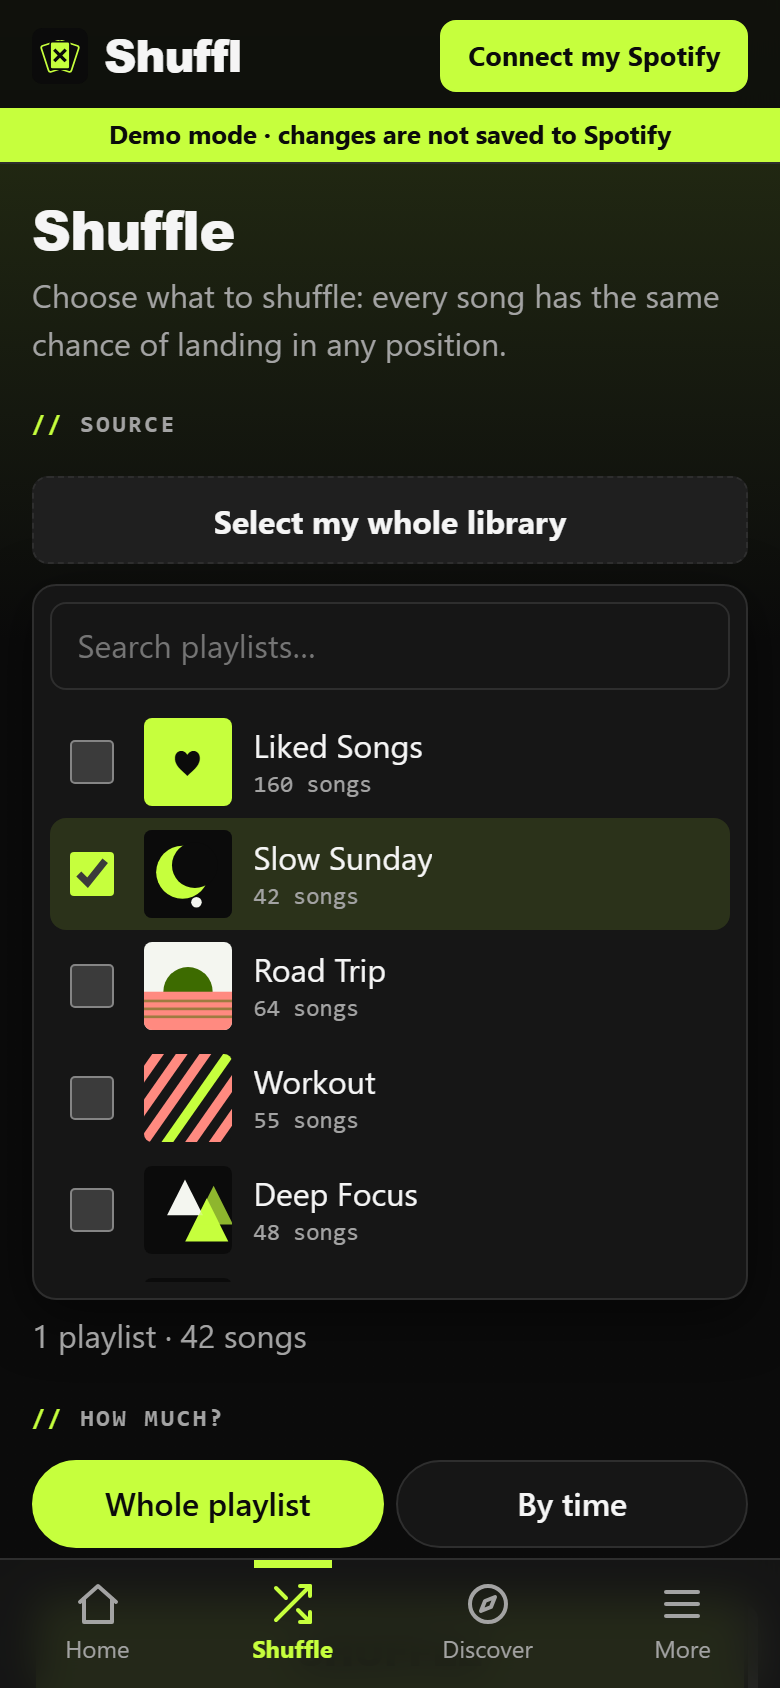 Shuffl
Connect my Spotify
Demo mode · changes are not saved to Spotify
Shuffle
Choose what to shuffle: every song has the same
chance of landing in any position.
// SOURCE
Select my whole library
Search playlists...
Liked Songs
160 songs
Slow Sunday
42 songs
Road Trip
64 songs
Workout
55 songs
Deep Focus
48 songs
1 playlist · 42 songs
// HOW MUCH?
Whole playlist
By time
Home
Shuffle
Discover
More